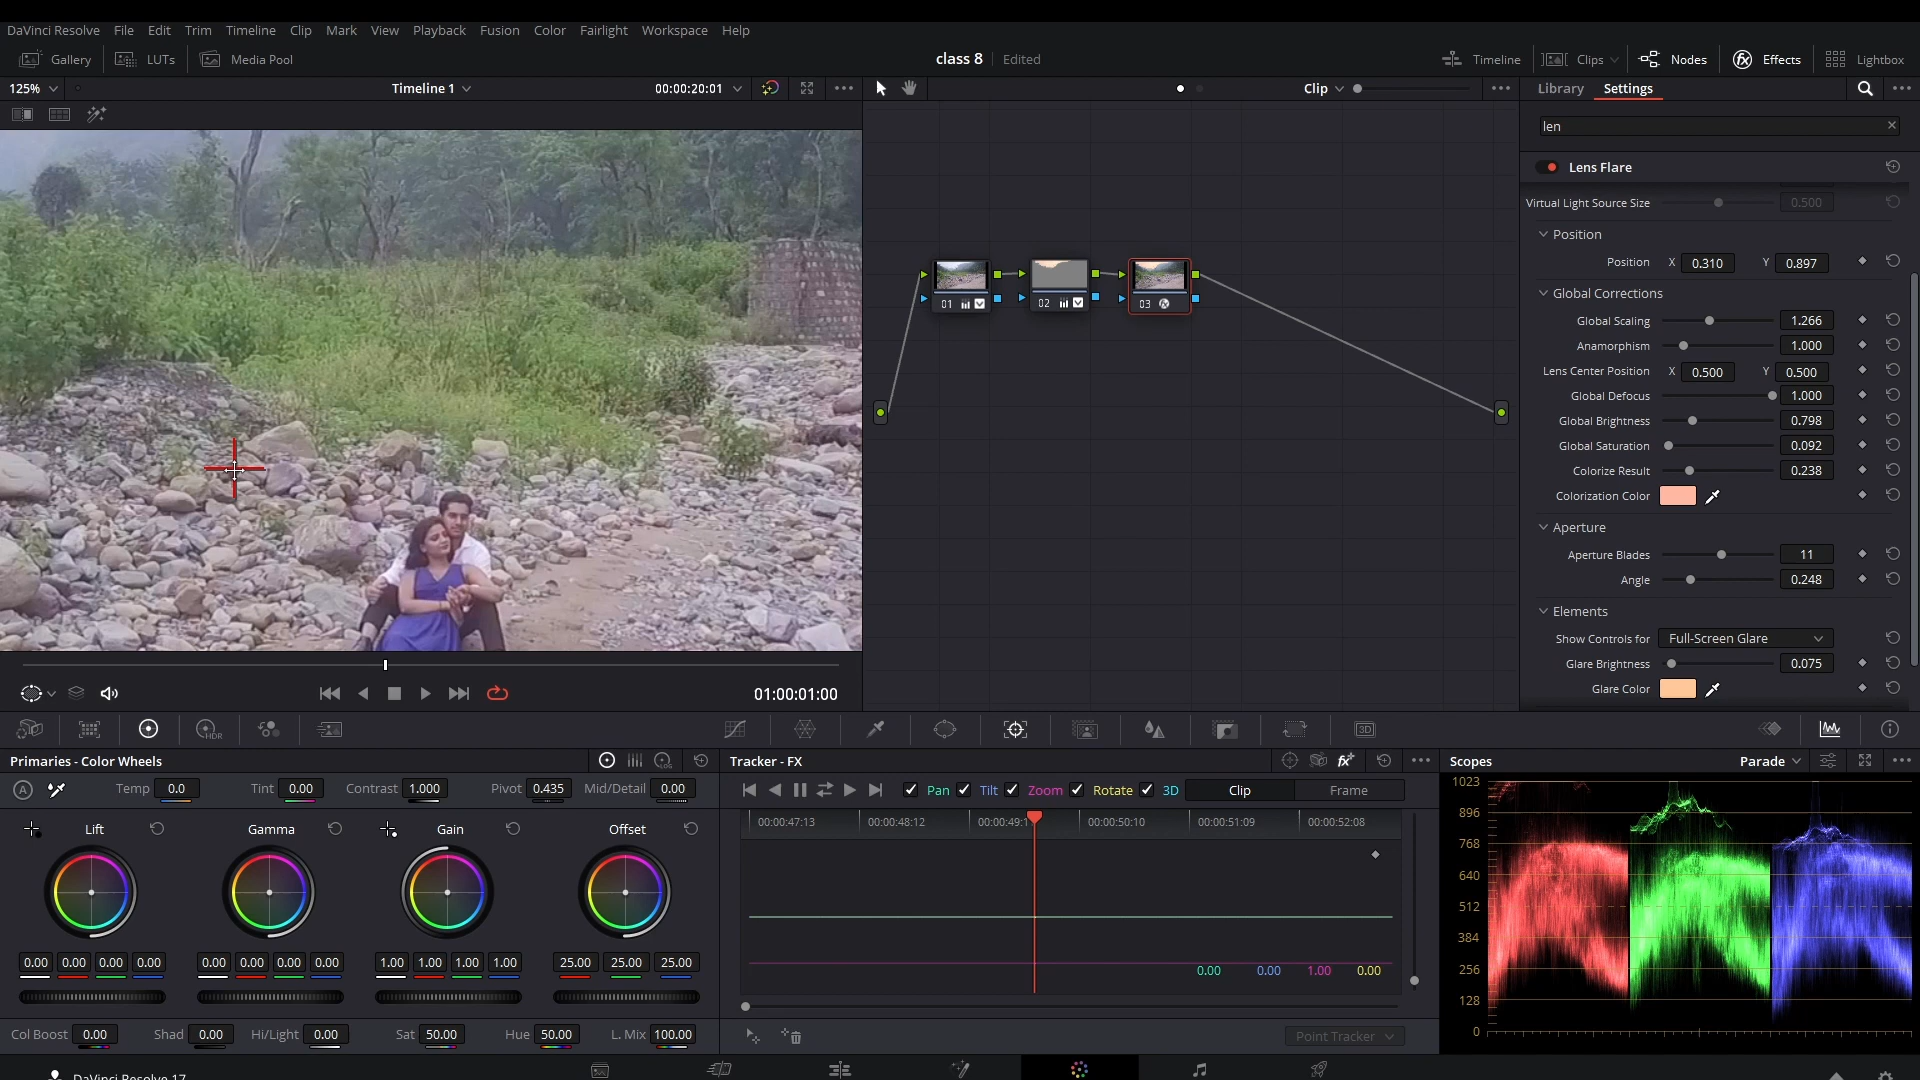 DaVinci Resolve File Edit Trim Timeline Clip Mark View Playback Fusion Color Fairlight Workspace Help
Gallery LUTs Media Pool class 8 Edited Timeline Clips Nodes Effects Lightbox
125% Timeline 1 00:00:20:01 Clip Library Settings
len
Lens Flare
Virtual Light Source Size 0.500
Position
Position X 0.310 Y 0.897
Global Corrections
Global Scaling 1.266
Anamorphism 1.000
Lens Center Position X 0.500 Y 0.500
Global Defocus 1.000
Global Brightness 0.798
Global Saturation 0.092
Colorize Result 0.238
Colorization Color
Aperture
Aperture Blades 11
Angle 0.248
Elements
Show Controls for Full-Screen Glare
Glare Brightness 0.075
Glare Color
01 02 03
01:00:01:00
HDR 3D
Primaries - Color Wheels
Temp 0.0 Tint 0.00 Contrast 1.000 Pivot 0.435 Mid/Detail 0.00
Lift Gamma Gain Offset
0.00 0.00 0.00 0.00 0.00 0.00 0.00 0.00 1.00 1.00 1.00 1.00 25.00 25.00 25.00
Col Boost 0.00 Shad 0.00 Hi/Light 0.00 Sat 50.00 Hue 50.00 L. Mix 100.00
Tracker - FX
Pan Tilt Zoom Rotate 3D Clip Frame
00:00:47:13 00:00:48:12 00:00:49:1 00:00:50:10 00:00:51:09 00:00:52:08
0.00 0.00 1.00 0.00
Point Tracker
Scopes Parade
1023
896
768
640
512
384
256
128
0
DaVinci Resolve 17